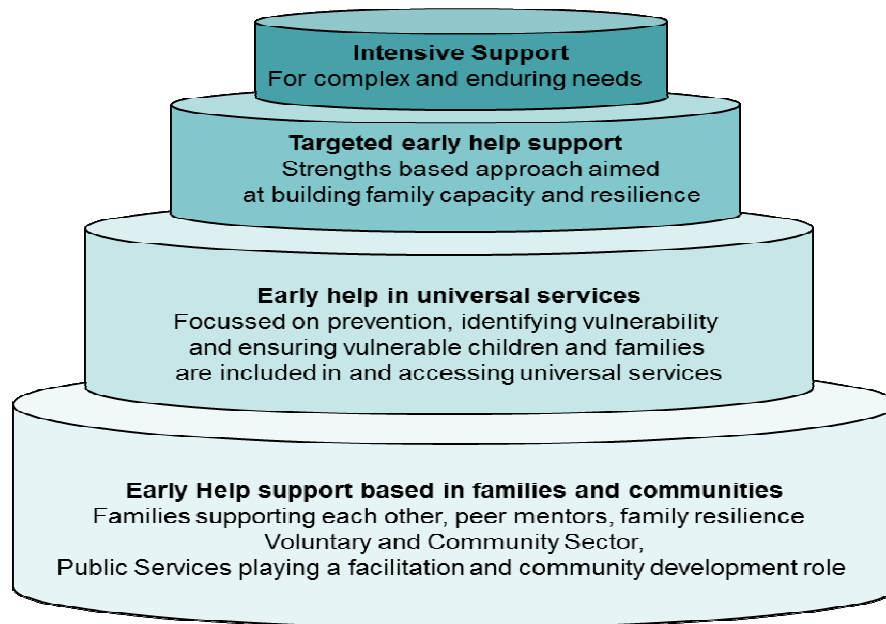 Intensive Support
For complex and enduring needs
Targeted early help support
Strengths based approach aimed
at building family capacity and resilience
Early help in universal services
Focussed on prevention, identifying vulnerability
and ensuring vulnerable children and families
are included in and accessing universal services
Early Help support based in families and communities
Families supporting each other, peer mentors, family resilience
Voluntary and Community Sector,
Public Services playing a facilitation and community development role